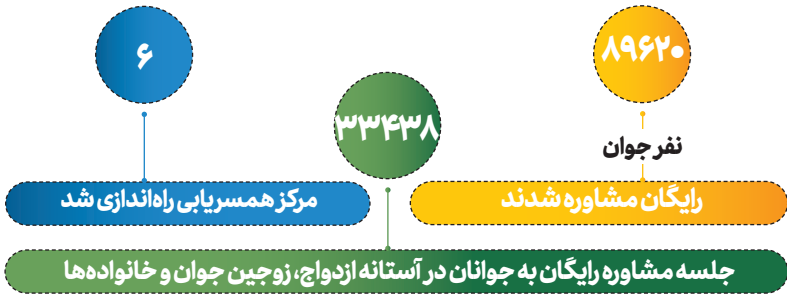 ۸۹۶۲۰
نفر جوان
رایگان مشاوره شدند
۶
مرکز همسریابی راه‌اندازی شد
۳۳۴۳۸
جلسه مشاوره رایگان به جوانان در آستانه ازدواج، زوجین جوان و خانواده‌ها